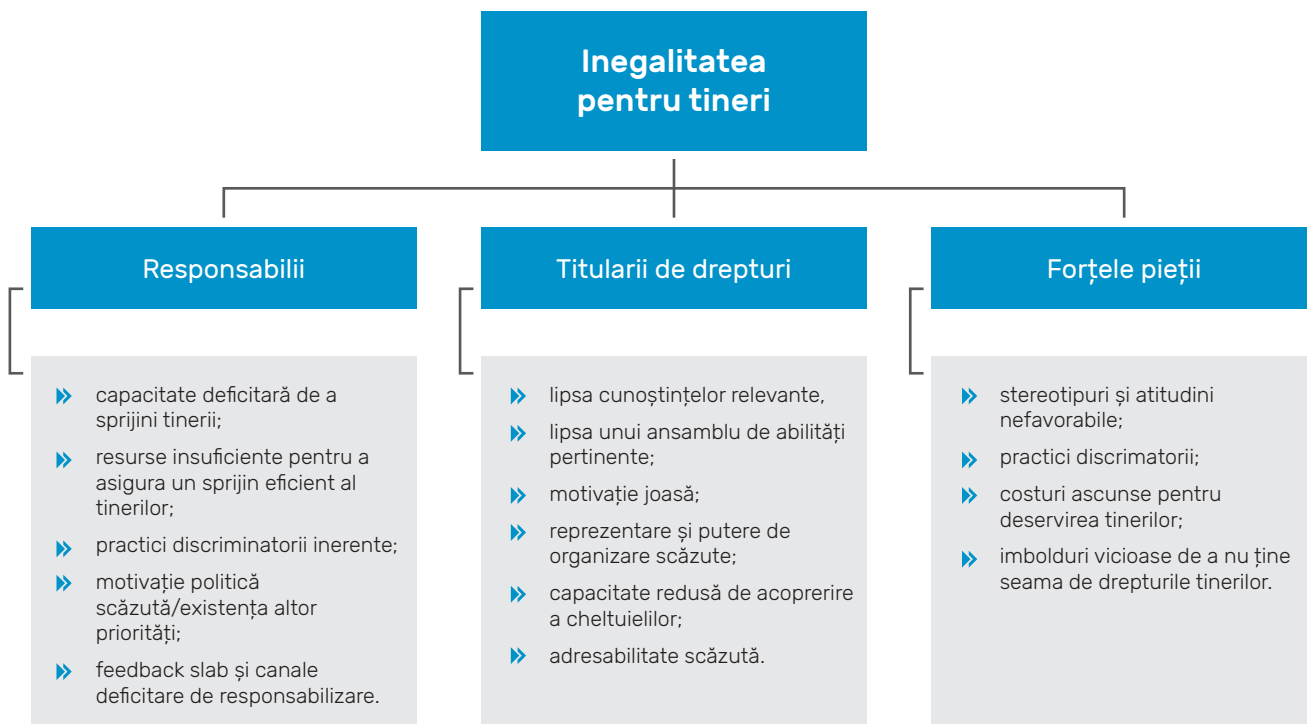 Inegalitatea
pentru tineri
Responsabilii
capacitate deficitară de a
sprijini tinerii;
resurse insuficiente pentru a
asigura un sprijin eficient al
tinerilor;
practici discriminatorii inerente;
motivație politică
scăzută/existența altor
priorități;
feedback slab și canale
deficitare de responsabilizare.
Titularii de drepturi
lipsa cunoștințelor relevante,
lipsa unui ansamblu de abilități
pertinente;
motivație joasă;
reprezentare și putere de
organizare scăzute;
capacitate redusă de acoprerire
a cheltuielilor;
adresabilitate scăzută.
Forțele pieții
stereotipuri și atitudini
nefavorabile;
practici discrimatorii;
costuri ascunse pentru
deservirea tinerilor;
imbolduri vicioase de a nu ține
seama de drepturile tinerilor.